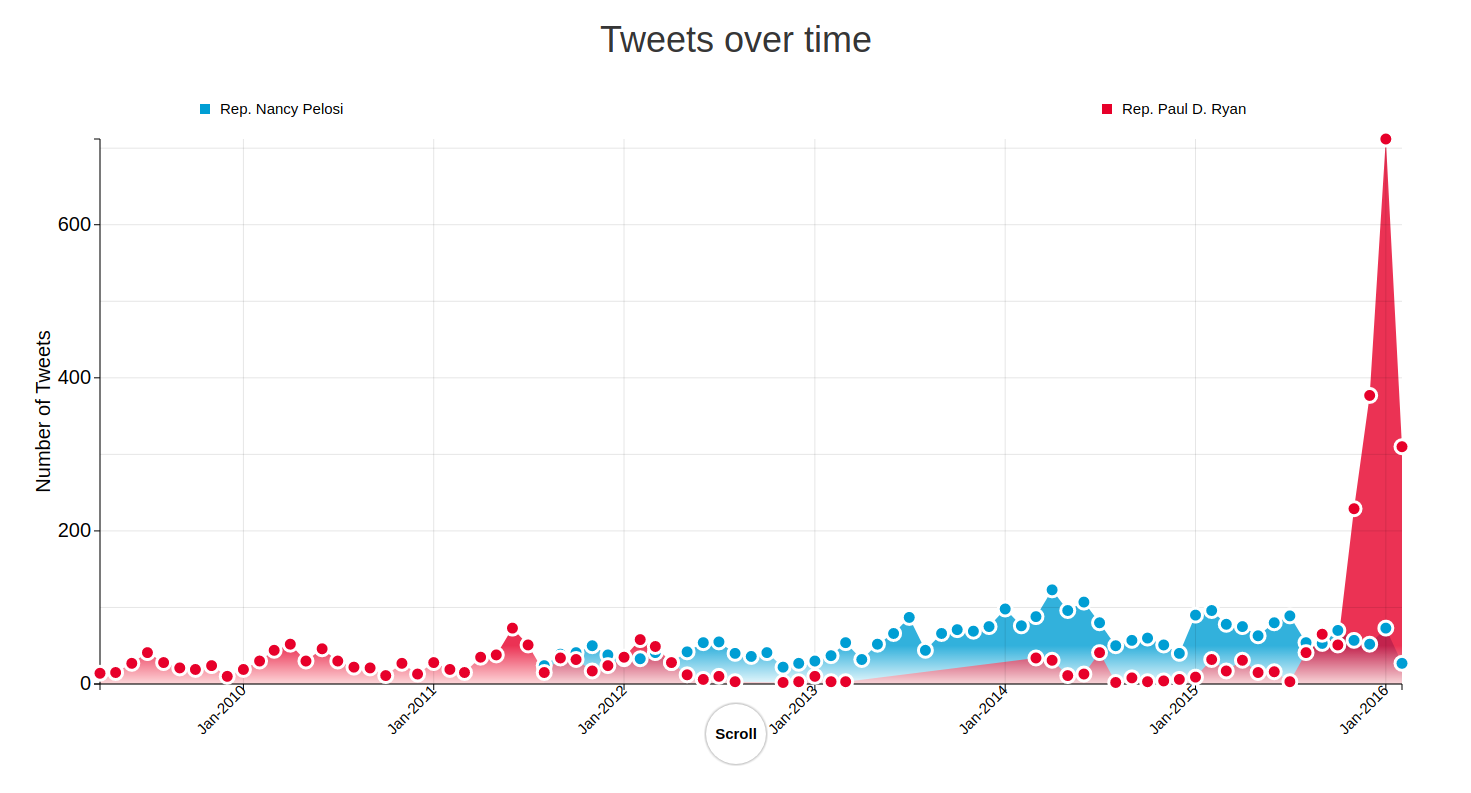 Tweets over time
Rep. Nancy Pelosi
Rep. Paul D. Ryan
Number of Tweets
600
400
200
0
Jan-2010
Jan-2011
Jan-2012
Jan-2013
Jan-2014
Jan-2015
Jan-2016
Scroll